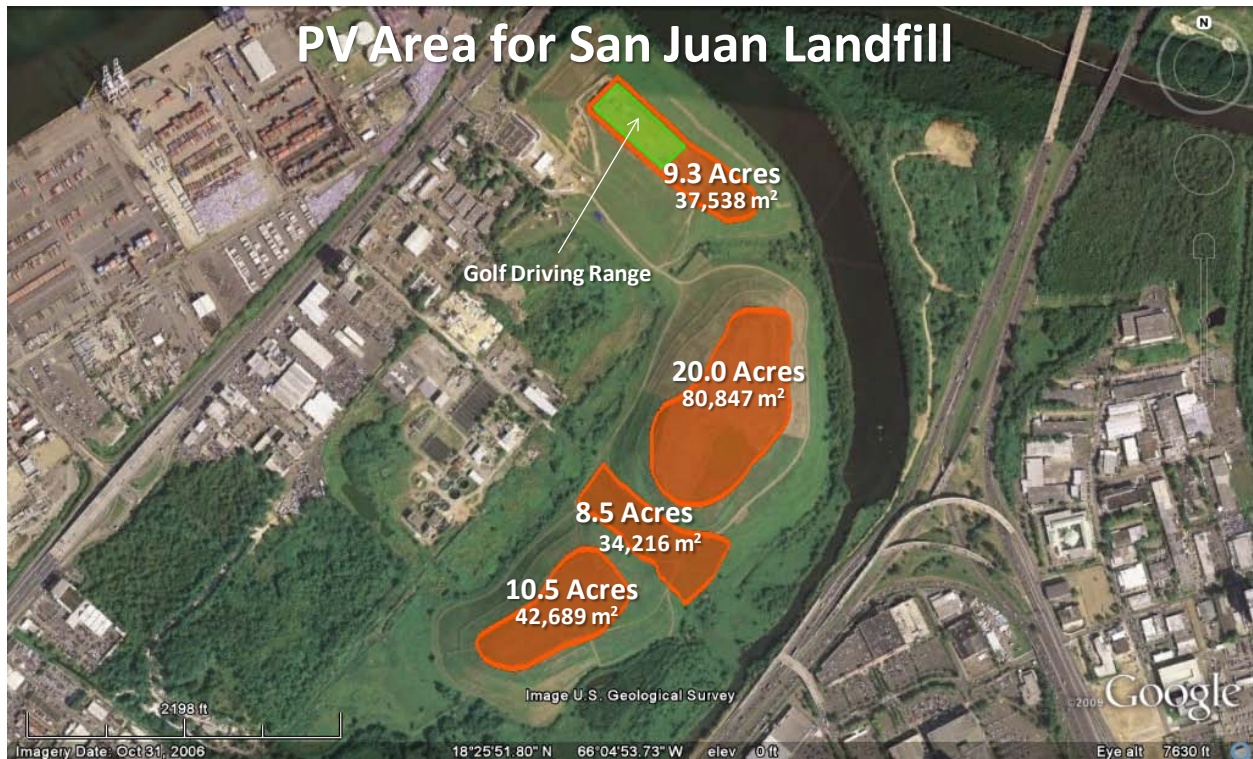 PV Area for San Juan Landfill
N
9.3 Acres
37,538 m²
Golf Driving Range
20.0 Acres
80,847 m²
8.5 Acres
34,216 m²
10.5 Acres
42,689 m²
Image U.S. Geological Survey
©2009 Google
2198 ft
Imagery Date: Oct 31, 2006
18°25'51.80" N 66°04'53.73" W elev 0 ft
Eye alt 7630 ft